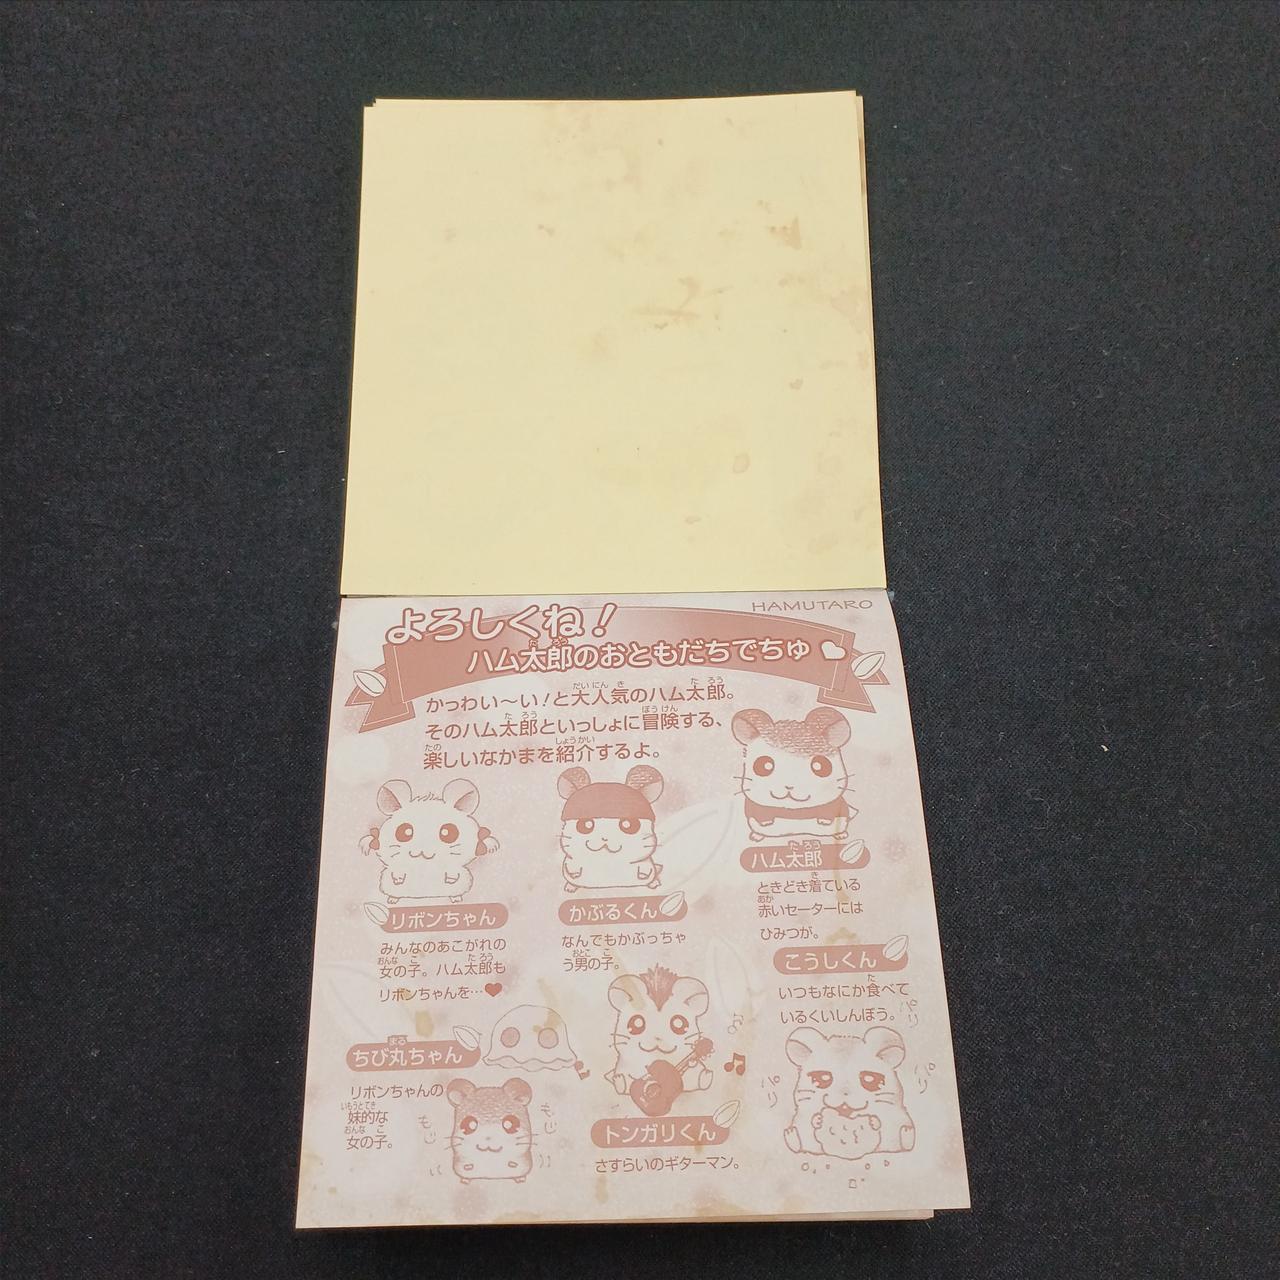 HAMUTARO
よろしくね!
ハム太郎のおともだちでちゅ♥
かっわい～い!と大人気のハム太郎。
そのハム太郎といっしょに冒険する、
楽しいなかまを紹介するよ。
ハム太郎
ときどき着ている
赤いセーターには
ひみつが。
リボンちゃん
みんなのあこがれの
女の子。ハム太郎も
リボンちゃんを…♥
かぶるくん
なんでもかぶっちゃ
う男の子。
こうしくん
いつもなにか食べて
いるくいしんぼう。
パリ
パリ
パリ
ちび丸ちゃん
リボンちゃんの
妹的な
女の子。
もじ
もじ
トンガリくん
さすらいのギターマン。